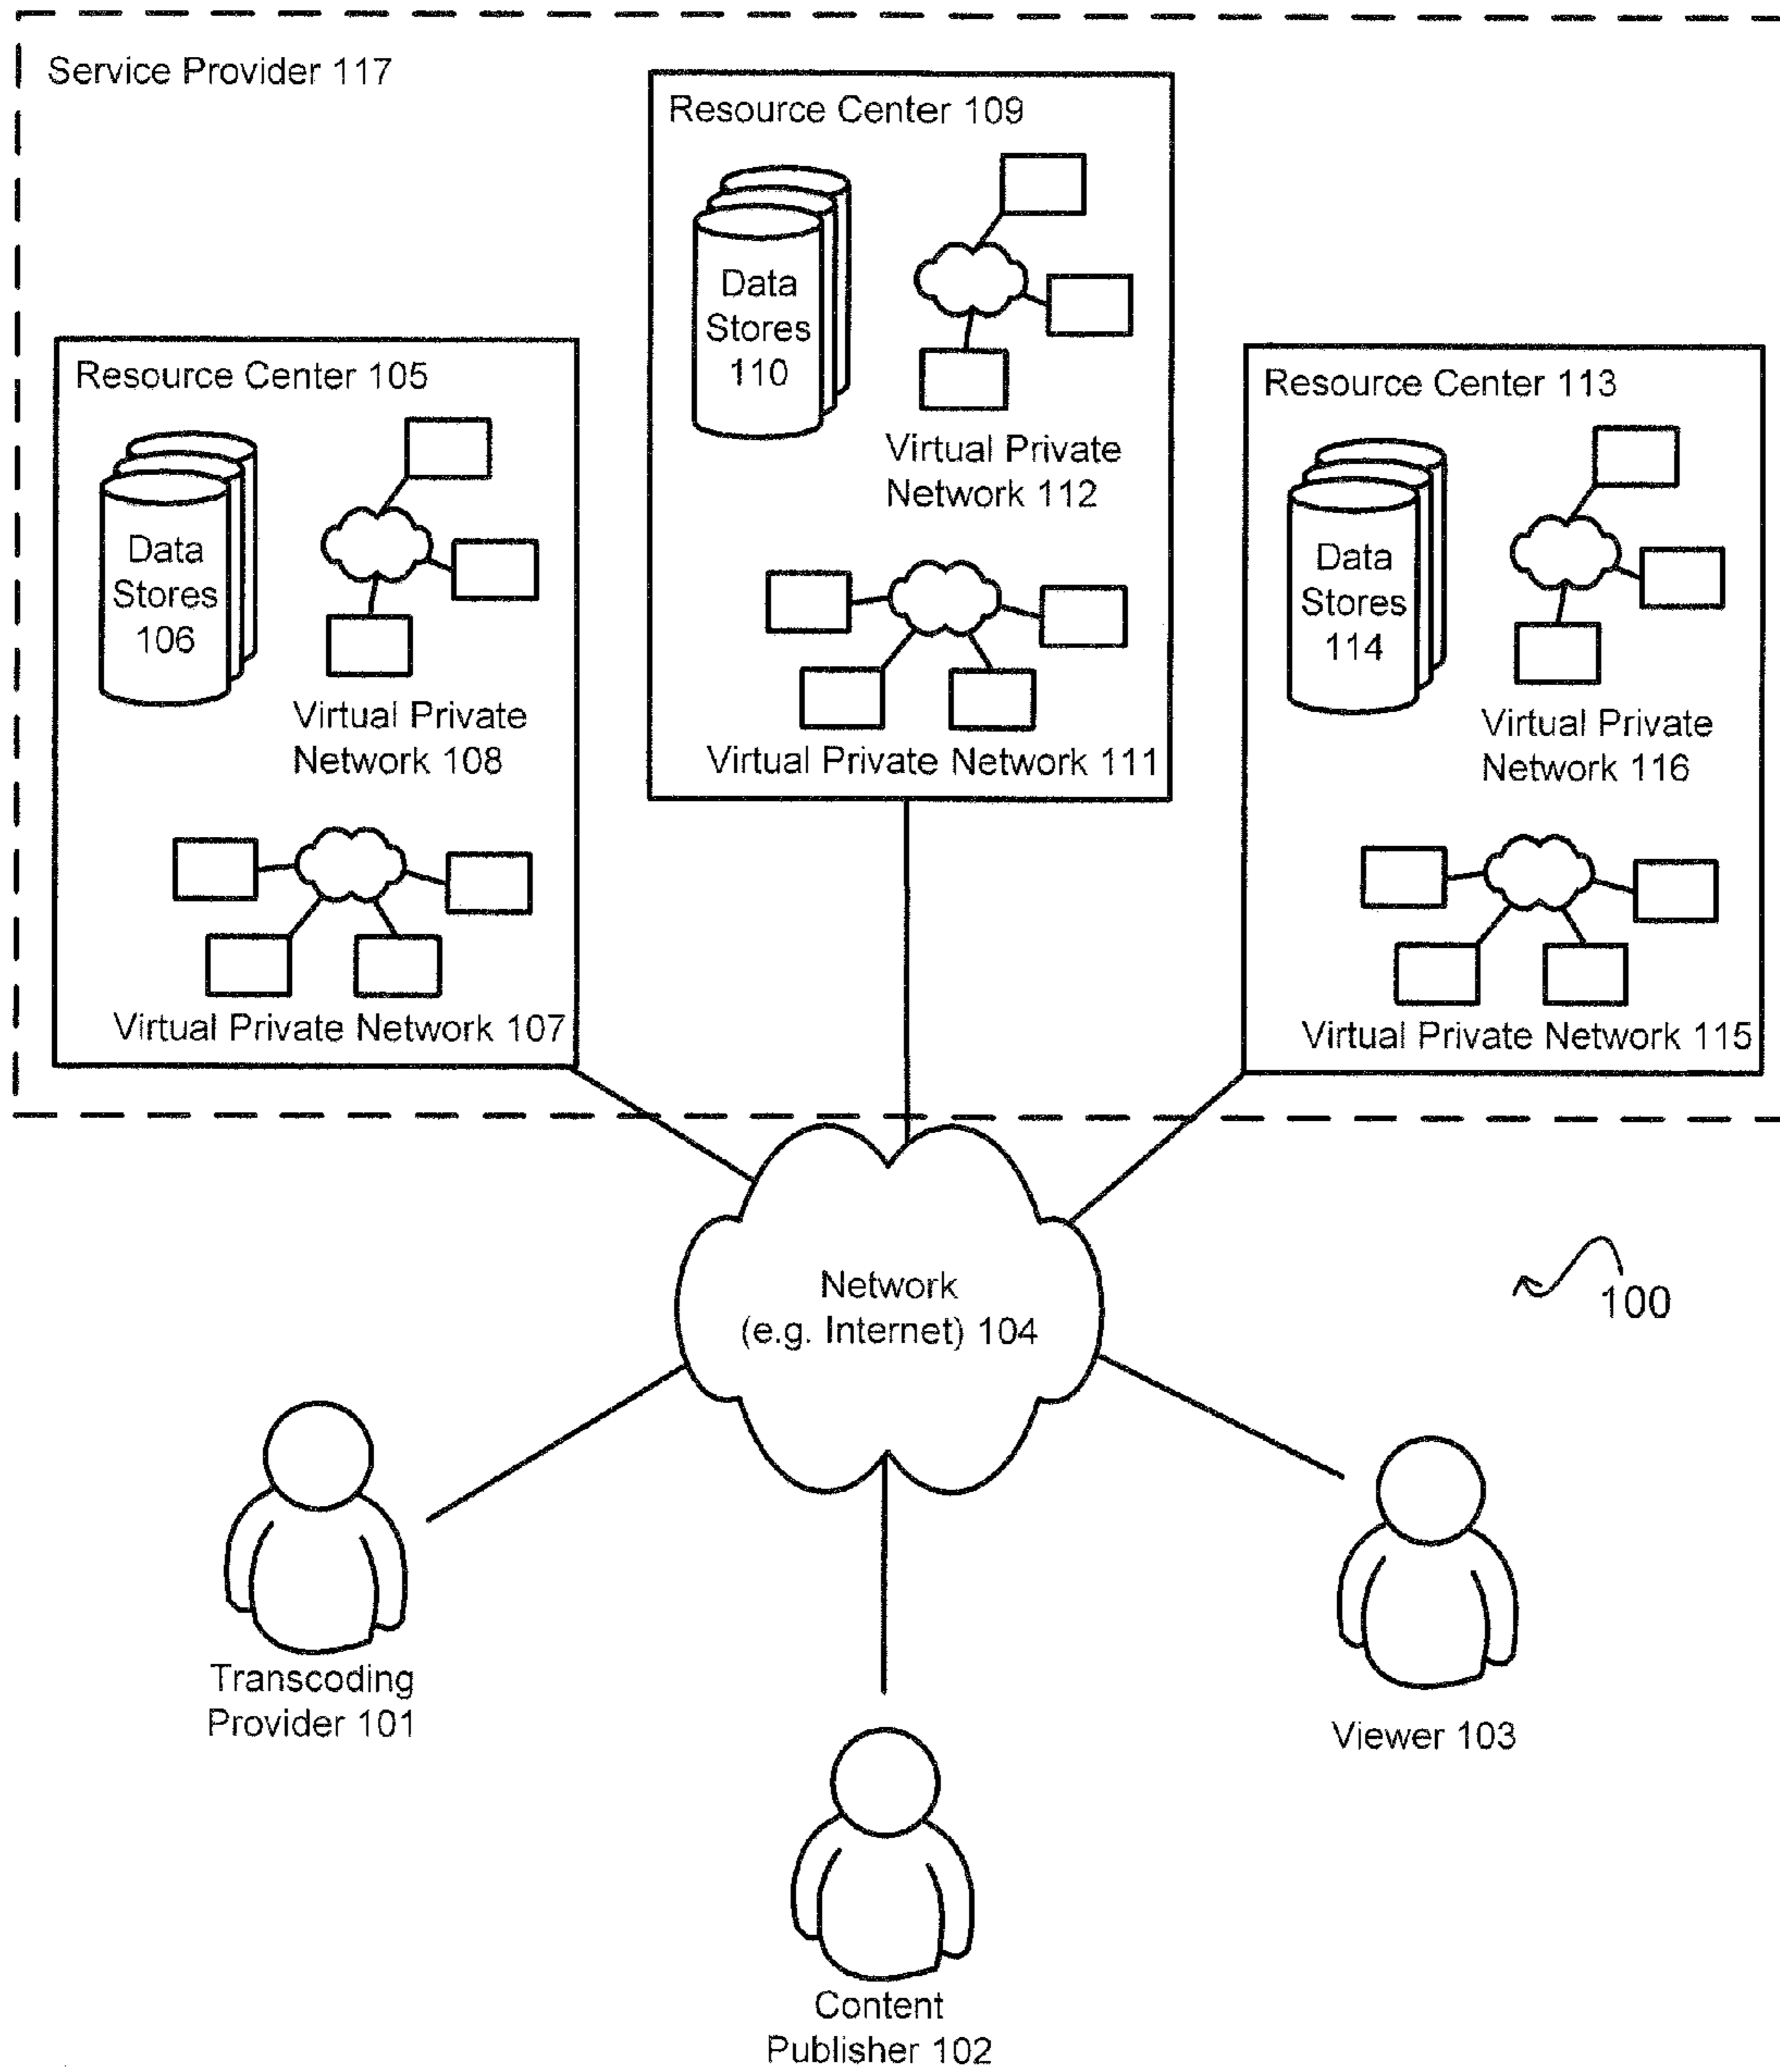 Service Provider 117
Resource Center 109
Data
Stores
110
Virtual Private
Network 112
Virtual Private Network 111
Resource Center 105
Data
Stores
106
Virtual Private
Network 108
Virtual Private Network 107
Resource Center 113
Data
Stores
114
Virtual Private
Network 116
Virtual Private Network 115
Network
(e.g. Internet) 104
100
Transcoding
Provider 101
Content
Publisher 102
Viewer 103